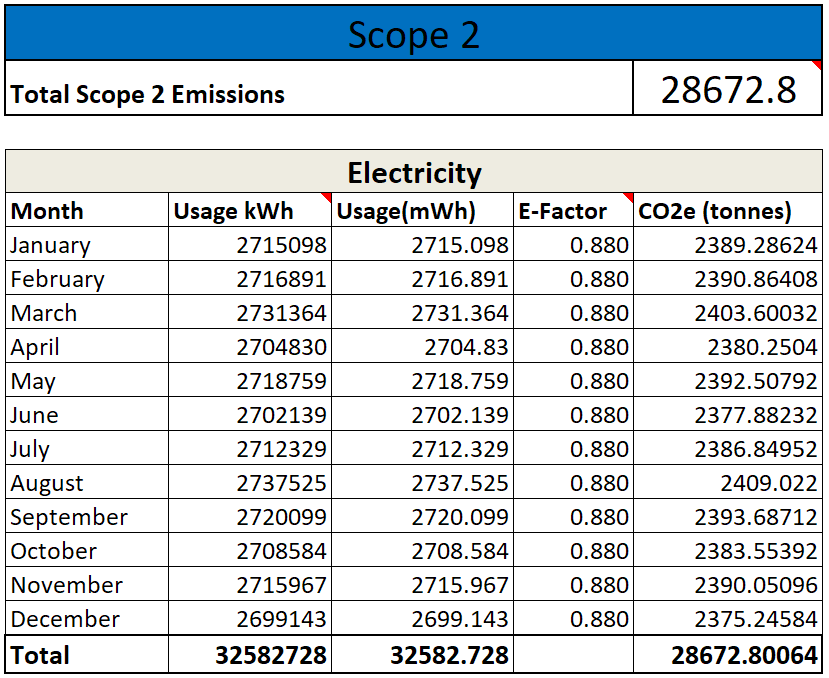 Scope 2
Total Scope 2 Emissions 28672.8
Electricity
Month Usage kWh Usage(mWh) E-Factor CO2e (tonnes)
January 2715098 2715.098 0.880 2389.28624
February 2716891 2716.891 0.880 2390.86408
March 2731364 2731.364 0.880 2403.60032
April 2704830 2704.83 0.880 2380.2504
May 2718759 2718.759 0.880 2392.50792
June 2702139 2702.139 0.880 2377.88232
July 2712329 2712.329 0.880 2386.84952
August 2737525 2737.525 0.880 2409.022
September 2720099 2720.099 0.880 2393.68712
October 2708584 2708.584 0.880 2383.55392
November 2715967 2715.967 0.880 2390.05096
December 2699143 2699.143 0.880 2375.24584
Total 32582728 32582.728 28672.80064